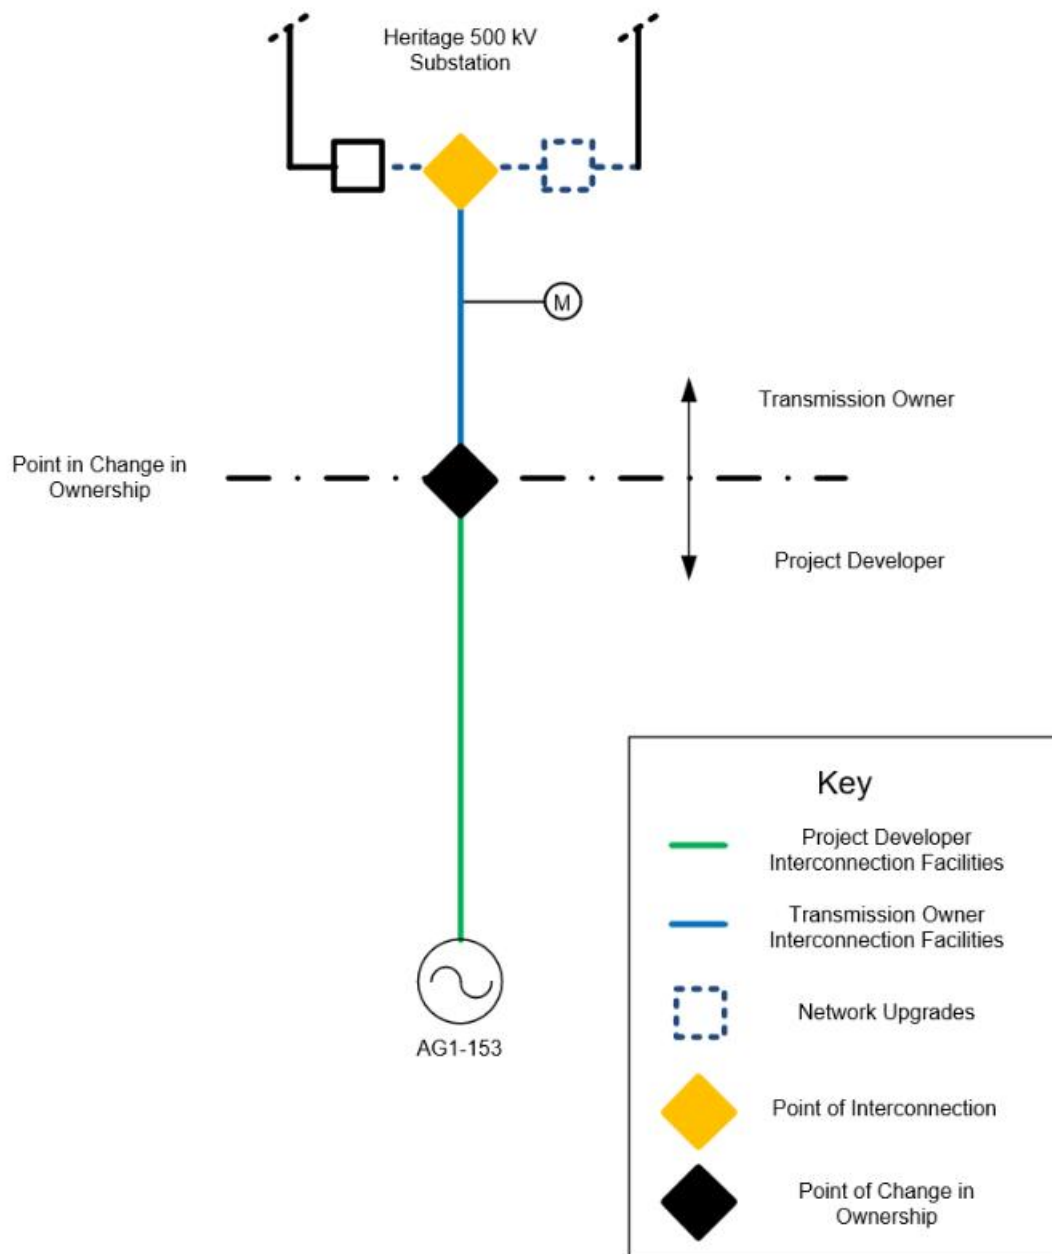 Heritage 500 kV
Substation
M
Transmission Owner
Point in Change in
Ownership
Project Developer
Key
Project Developer
Interconnection Facilities
Transmission Owner
Interconnection Facilities
Network Upgrades
AG1-153
Point of Interconnection
Point of Change in
Ownership